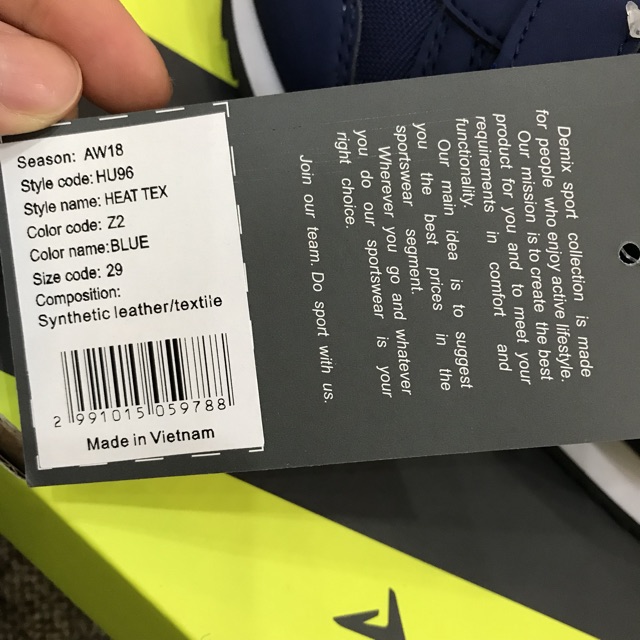 Season: AW18
Style code: HU96
Style name: HEAT TEX
Color code: Z2
Color name:BLUE
Size code: 29
Composition:
Synthetic leather/textile
2 991015 059788
Made in Vietnam
Demix sport collection is made
for people who enjoy active lifestyle.
Our mission is to create the best
product for you and to meet your
requirements in comfort and
functionality.
Our main idea is to suggest
you the best prices in the
sportswear segment.
Wherever you go and whatever
you do our sportswear is your
right choice.
Join our team. Do sport with us.